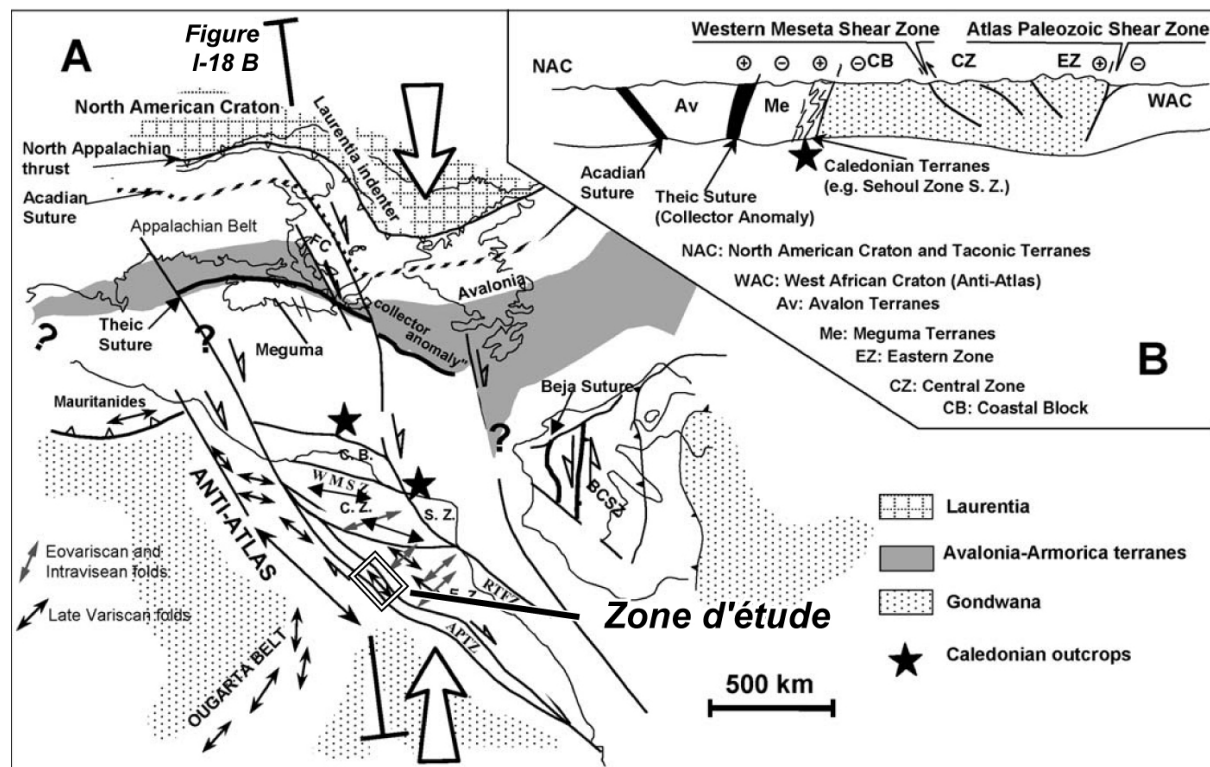 A
Figure
I-18 B
North American Craton
North Appalachian
thrust
Acadian
Suture
Appalachian Belt
Laurentia Indenter
FC
Avalonia
Theic
Suture
Meguma
collector
anomaly"
?
?
?
Mauritanides
Beja Suture
BCSZ
C. B.
WMSZ
C. Z.
S. Z.
RTFZ
APTZ
ANTI-ATLAS
Eovariscan and
Intravisean folds
Late Variscan folds
OUGARTA BELT
Zone d'étude
500 km
B
Western Meseta Shear Zone
Atlas Paleozoic Shear
Zone
NAC
CB
CZ
EZ
Av
Me
WAC
Acadian
Suture
Theic Suture
(Collector Anomaly)
Caledonian Terranes
(e.g. Sehoul Zone S. Z.)
NAC: North American Craton and Taconic Terranes
WAC: West African Craton (Anti-Atlas)
Av: Avalon Terranes
Me: Meguma Terranes
EZ: Eastern Zone
CZ: Central Zone
CB: Coastal Block
B
Laurentia
Avalonia-Armorica terranes
Gondwana
Caledonian outcrops